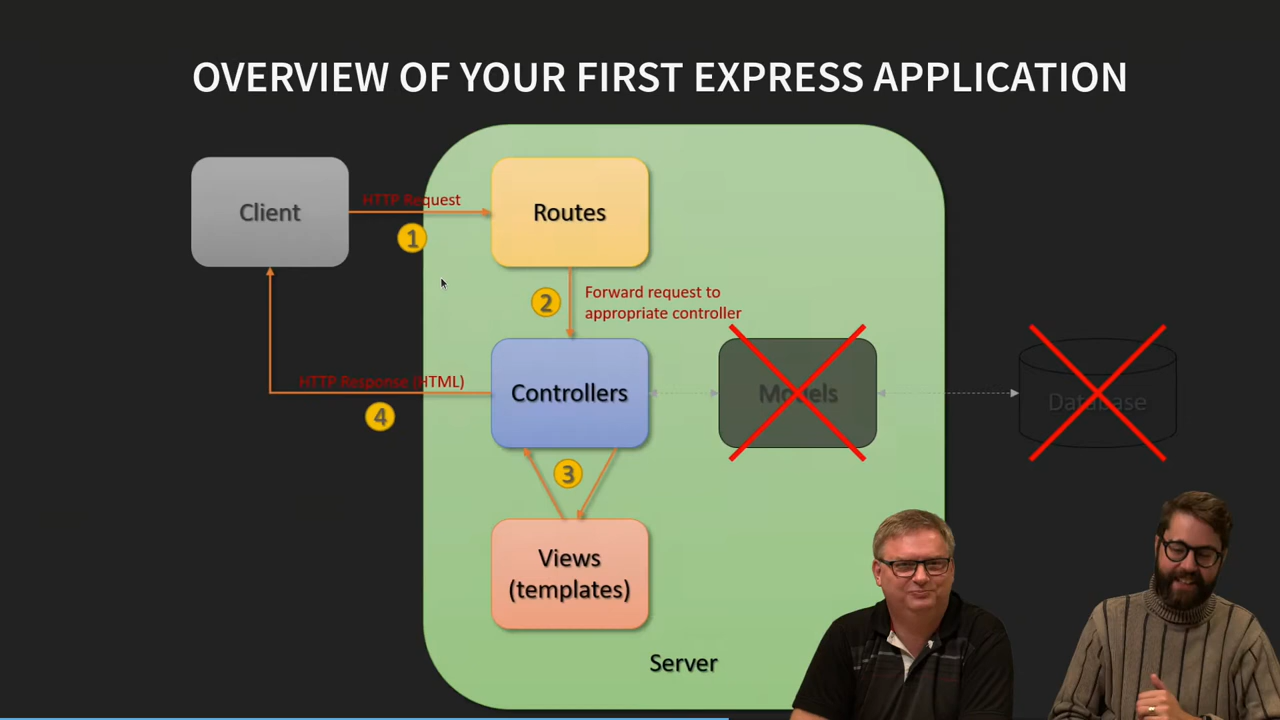 OVERVIEW OF YOUR FIRST EXPRESS APPLICATION
Client
HTTP Request
1
Routes
2
Forward request to
appropriate controller
HTTP Response (HTML)
4
Controllers
Models
Database
3
Views
(templates)
Server